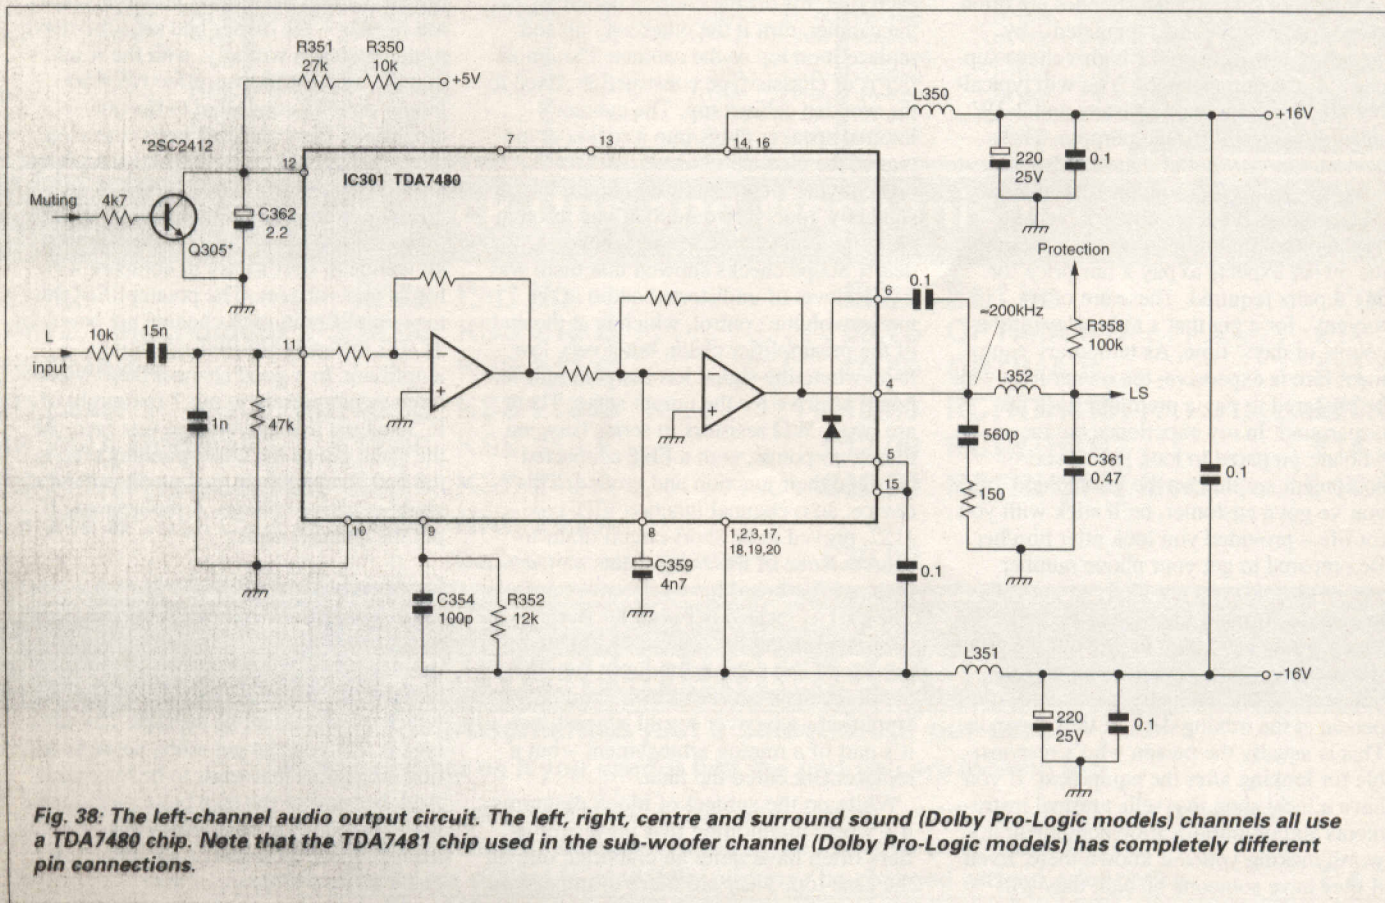 R351
27k
R350
10k
+5V
L350
+16V
*2SC2412
7
13
14, 16
12
IC301 TDA7480
220
25V
0.1
Muting
4k7
C362
2.2
Q305*
Protection
6
0.1
~200kHz
R358
100k
L
input
10k
15n
11
4
L352
LS
1n
47k
560p
C361
0.47
0.1
5
15
150
10
9
8
1,2,3,17,
18,19,20
C354
100p
R352
12k
C359
4n7
0.1
L351
−16V
220
25V
0.1
Fig. 38: The left-channel audio output circuit. The left, right, centre and surround sound (Dolby Pro-Logic models) channels all use
a TDA7480 chip. Note that the TDA7481 chip used in the sub-woofer channel (Dolby Pro-Logic models) has completely different
pin connections.